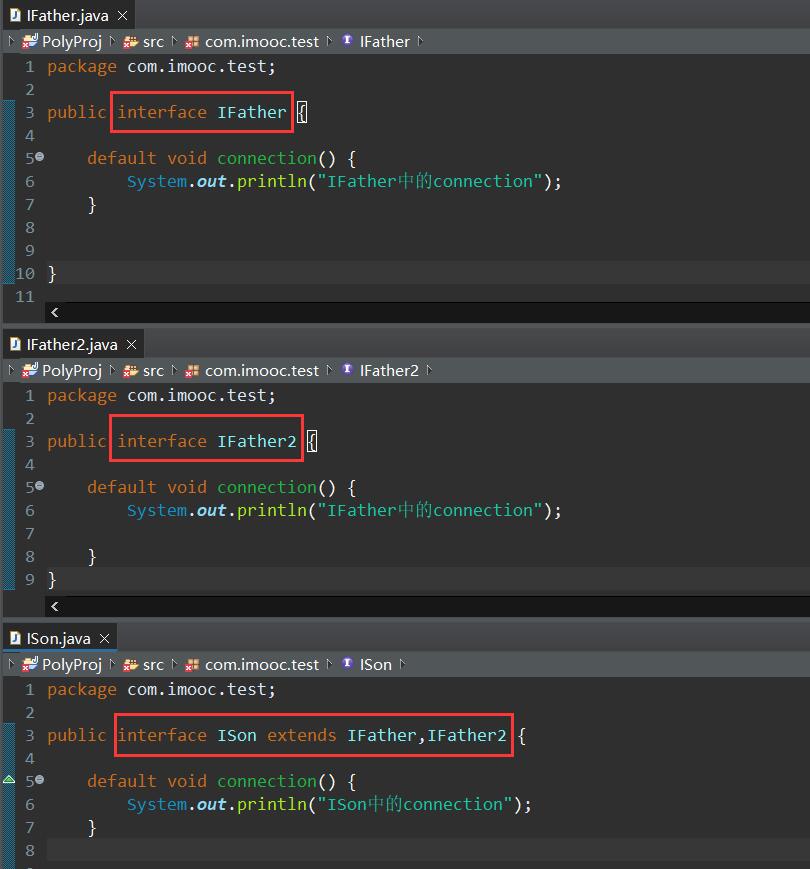 IFather.java
PolyProj src com.imooc.test IFather
1 package com.imooc.test;
2
3 public interface IFather {
4
5 default void connection() {
6 System.out.println("IFather中的connection");
7 }
8
9
10 }
11
IFather2.java
PolyProj src com.imooc.test IFather2
1 package com.imooc.test;
2
3 public interface IFather2 {
4
5 default void connection() {
6 System.out.println("IFather中的connection");
7
8 }
9 }
ISon.java
PolyProj src com.imooc.test ISon
1 package com.imooc.test;
2
3 public interface ISon extends IFather,IFather2 {
4
5 default void connection() {
6 System.out.println("ISon中的connection");
7 }
8